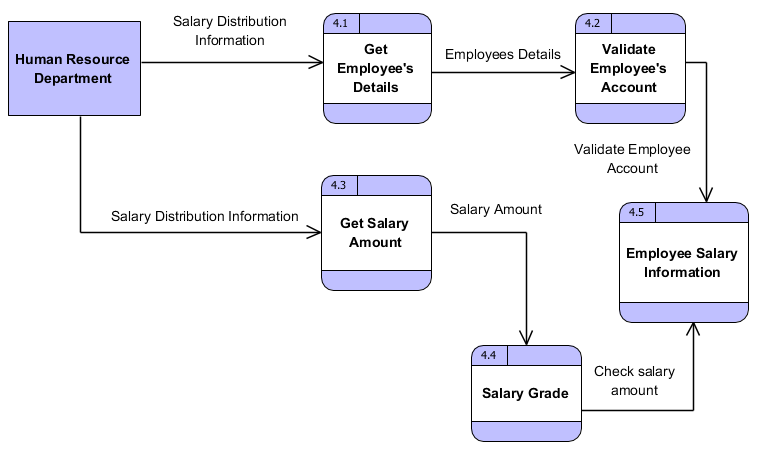 Salary Distribution
Information
Human Resource
Department
4.1
Get
Employee's
Details
Employees Details
4.2
Validate
Employee's
Account
Validate Employee
Account
4.3
Get Salary
Amount
Salary Distribution Information
Salary Amount
4.5
Employee Salary
Information
4.4
Salary Grade
Check salary
amount